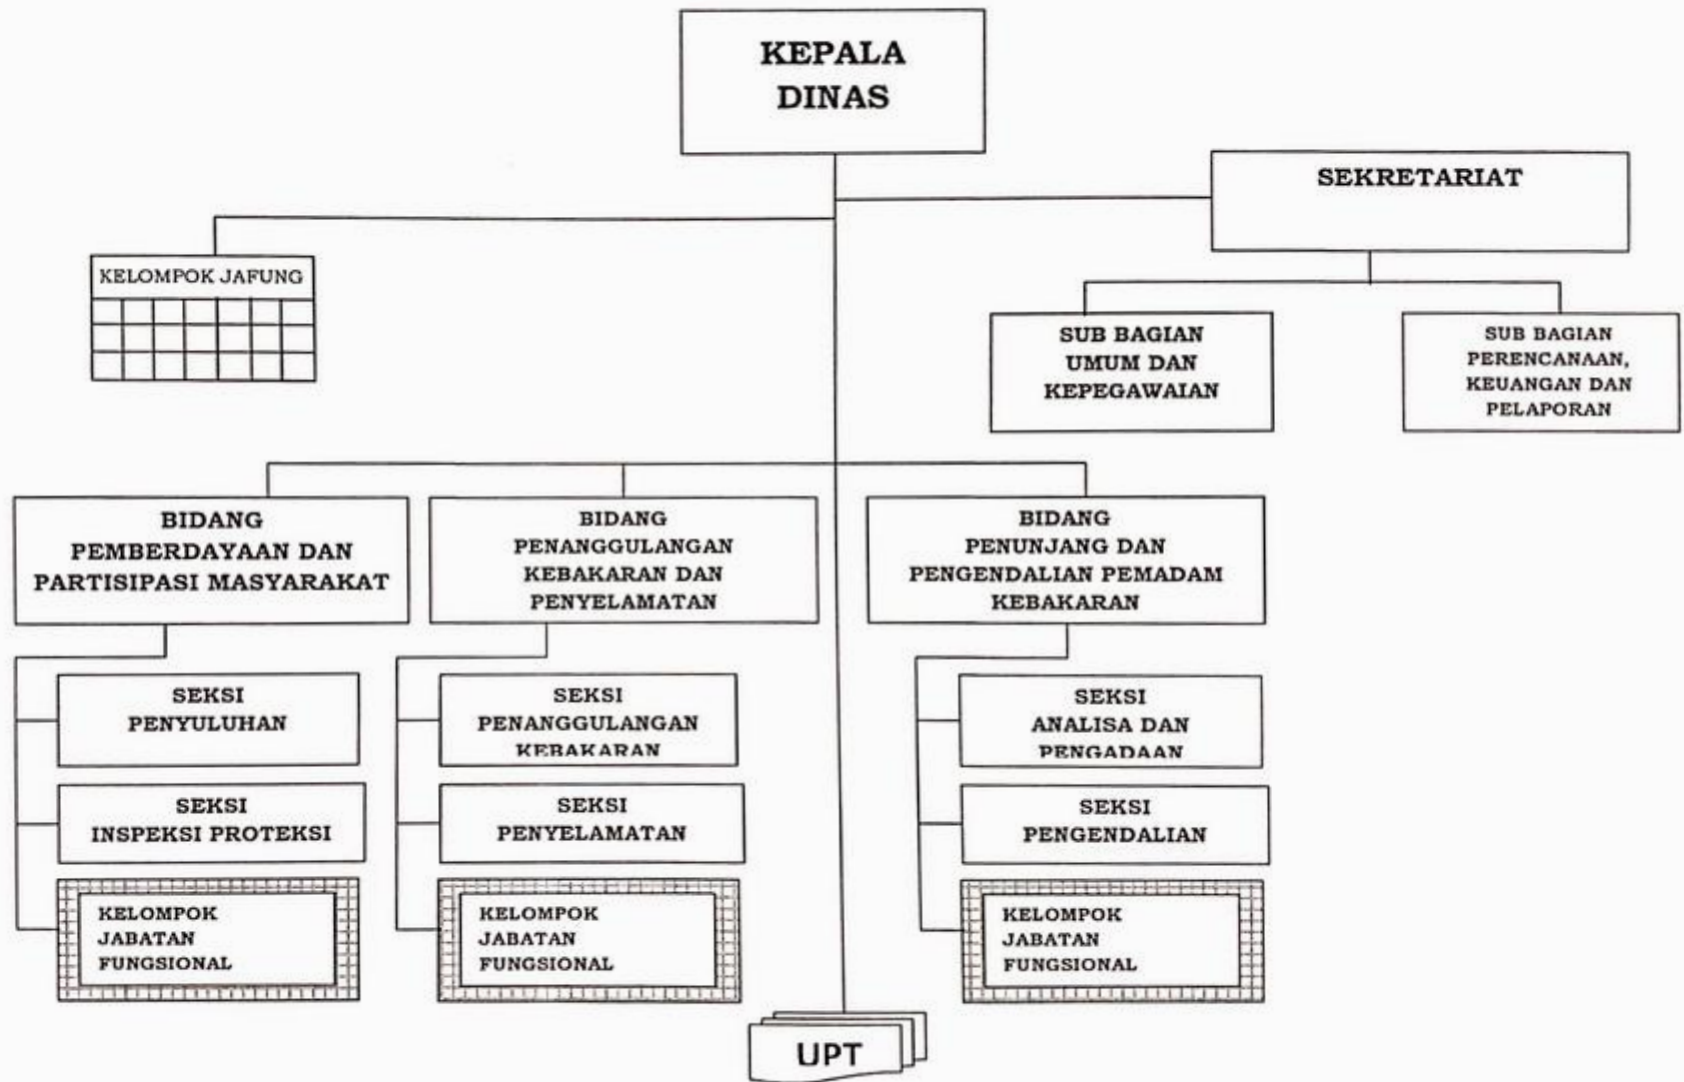 KEPALA
DINAS
SEKRETARIAT
KELOMPOK JAFUNG
SUB BAGIAN
UMUM DAN
KEPEGAWAIAN
SUB BAGIAN
PERENCANAAN,
KEUANGAN DAN
PELAPORAN
BIDANG
PEMBERDAYAAN DAN
PARTISIPASI MASYARAKAT
BIDANG
PENANGGULANGAN
KEBAKARAN DAN
PENYELAMATAN
BIDANG
PENUNJANG DAN
PENGENDALIAN PEMADAM
KEBAKARAN
SEKSI
PENYULUHAN
SEKSI
PENANGGULANGAN
KEBAKARAN
SEKSI
ANALISA DAN
PENGADAAN
SEKSI
INSPEKSI PROTEKSI
SEKSI
PENYELAMATAN
SEKSI
PENGENDALIAN
KELOMPOK
JABATAN
FUNGSIONAL
KELOMPOK
JABATAN
FUNGSIONAL
KELOMPOK
JABATAN
FUNGSIONAL
UPT